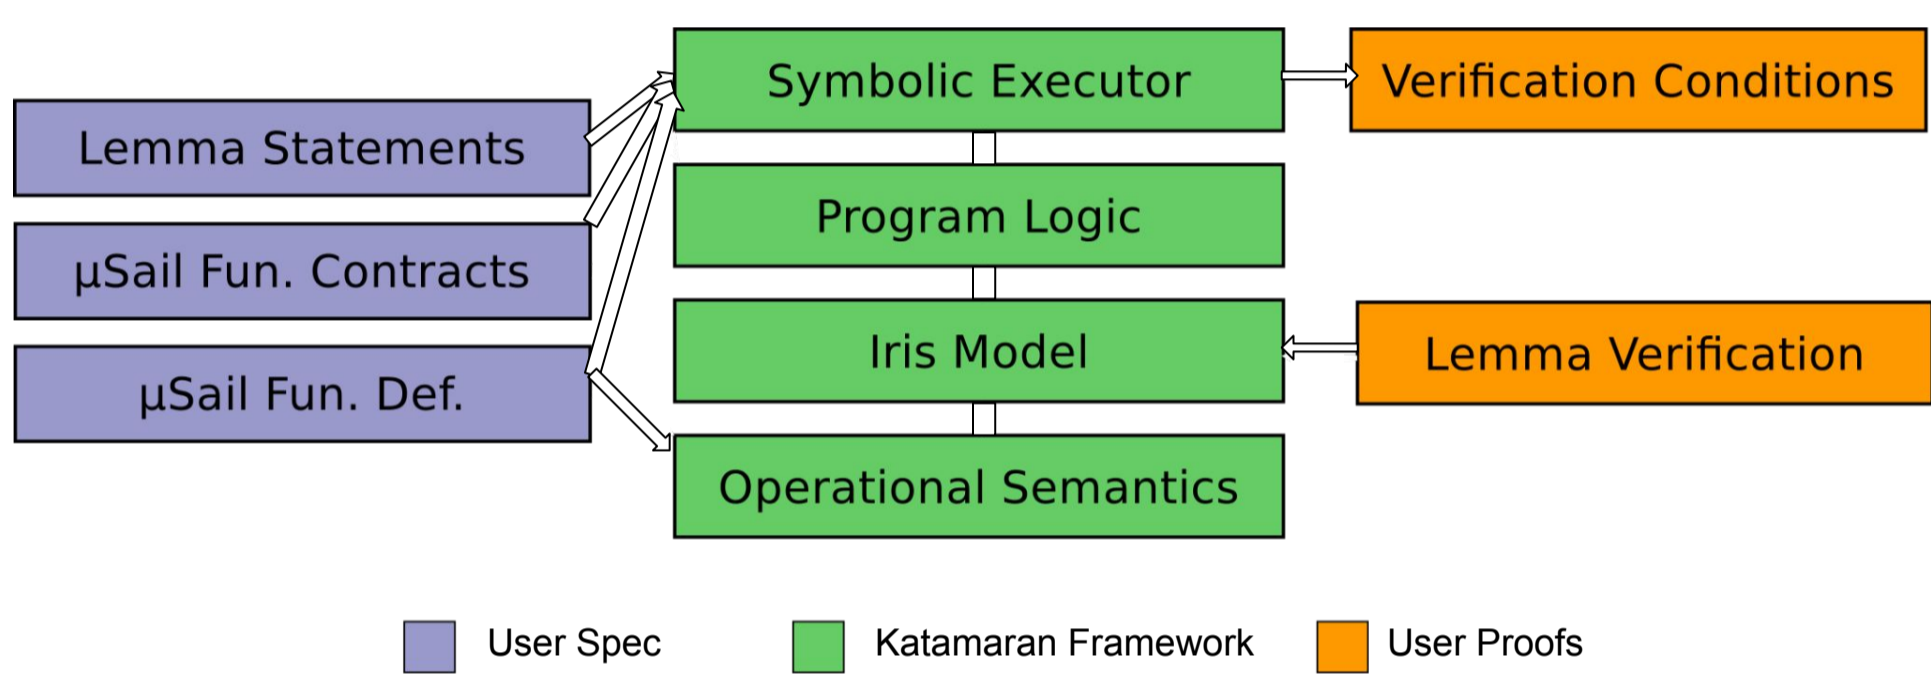 Symbolic Executor
Verification Conditions
Lemma Statements
Program Logic
µSail Fun. Contracts
Iris Model
Lemma Verification
µSail Fun. Def.
Operational Semantics
User Spec
Katamaran Framework
User Proofs